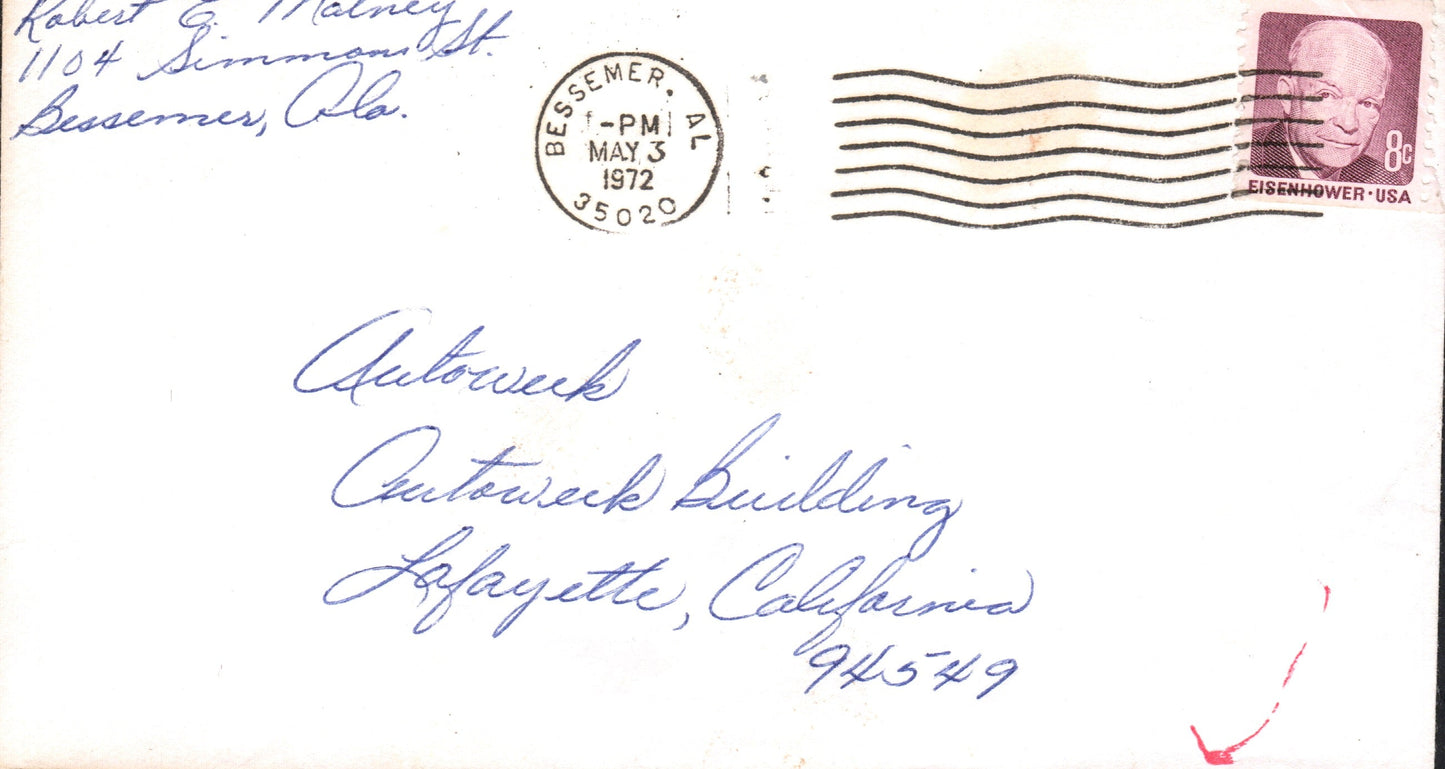 Robert E. Matney
1104 Simmons St.
Bessemer, Ala.
BESSEMER, AL
-PM
MAY 3
1972
35020
8c
EISENHOWER · USA
Autoweek
Autoweek Building
Lafayette, California
94549